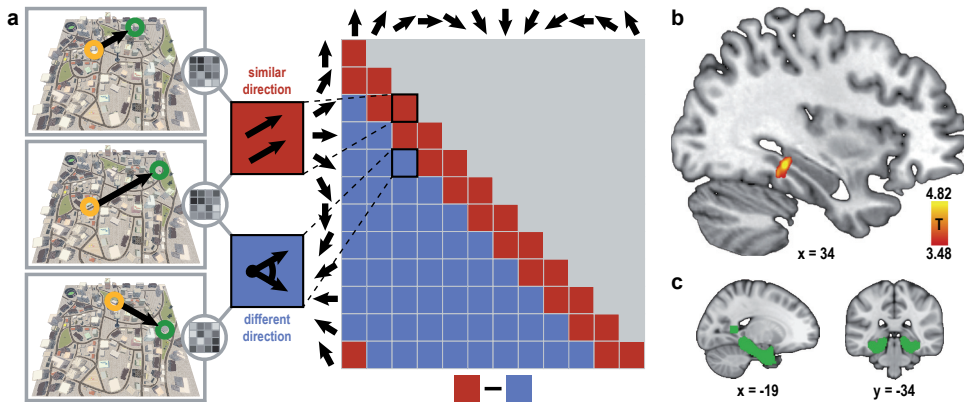 a
similar
direction
different
direction
b
4.82
T
3.48
x = 34
c
x = -19
y = -34